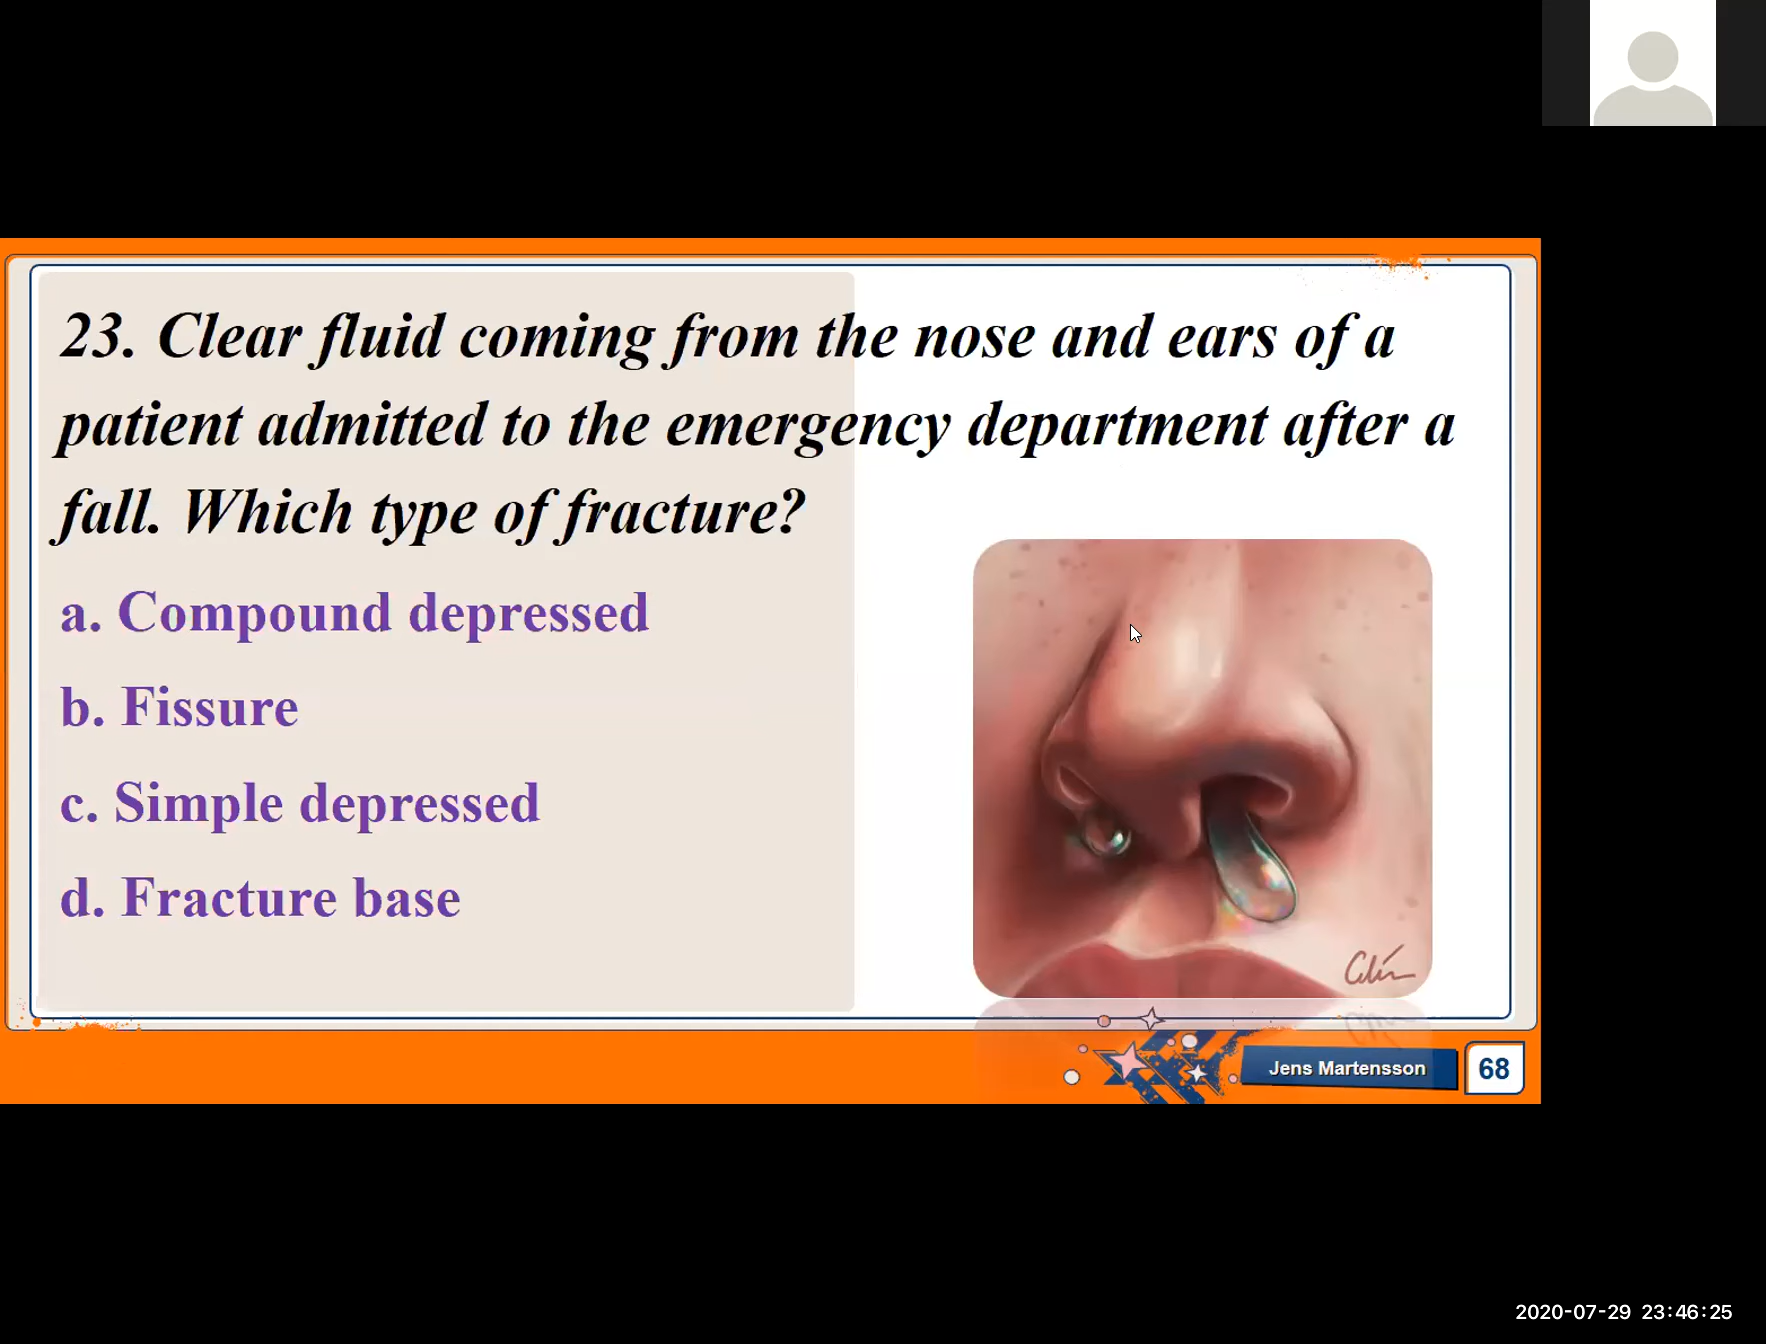 23. Clear fluid coming from the nose and ears of a
patient admitted to the emergency department after a
fall. Which type of fracture?
a. Compound depressed
b. Fissure
c. Simple depressed
d. Fracture base
Jens Martensson
68
2020-07-29 23:46:25